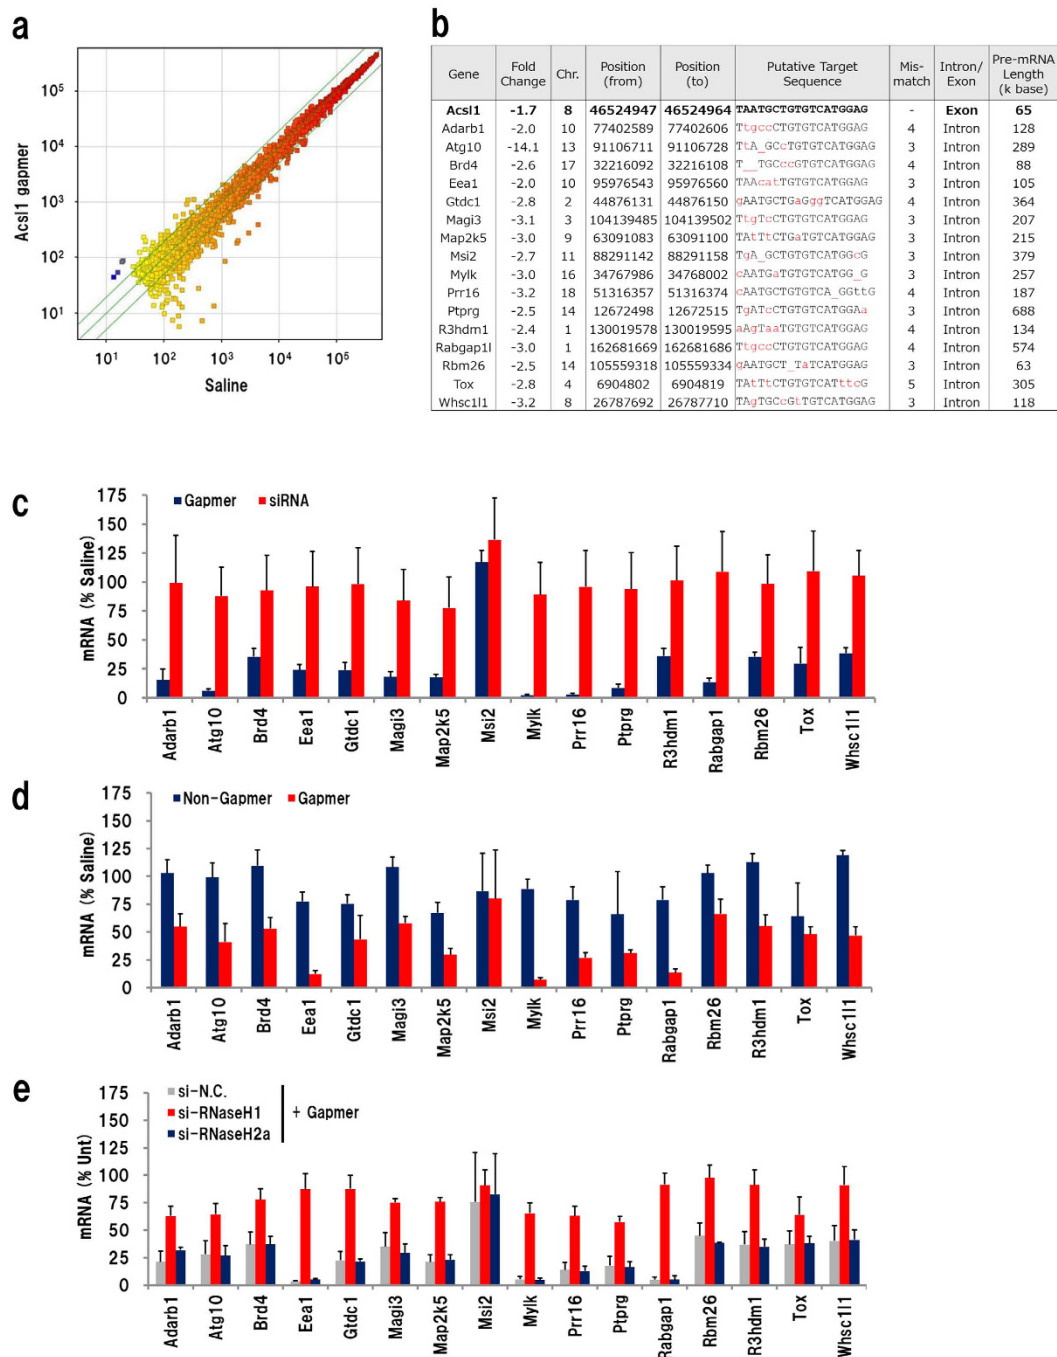 a
Acsl1 gapmer
10⁵
10⁴
10³
10²
10¹
10¹ 10² 10³ 10⁴ 10⁵
Saline
b
Gene Fold Change Chr. Position (from) Position (to) Putative Target Sequence Mis-match Intron/Exon Pre-mRNA Length (k base)
Acsl1 -1.7 8 46524947 46524964 TAATGCTGTGTCATGGAG - Exon 65
Adarb1 -2.0 10 77402589 77402606 TtgccCTGTGTCATGGAG 4 Intron 128
Atg10 -14.1 13 91106711 91106728 TtA_GCcTGTGTCATGGAG 3 Intron 289
Brd4 -2.6 17 32216092 32216108 T__TGCccGTGTCATGGAG 4 Intron 88
Eea1 -2.0 10 95976543 95976560 TAAcatTGTGTCATGGAG 3 Intron 105
Gtdc1 -2.8 2 44876131 44876150 gAATGCTGaGggTCATGGAG 4 Intron 364
Magi3 -3.1 3 104139485 104139502 TtgTcCTGTGTCATGGAG 3 Intron 207
Map2k5 -3.0 9 63091083 63091100 TAtTtCTGaTGTCATGGAG 4 Intron 215
Msi2 -2.7 11 88291142 88291158 TgA_GCTGTGTCATGGcG 3 Intron 379
Mylk -3.0 16 34767986 34768002 cAATGaTGTGTCATGG_G 3 Intron 257
Prr16 -3.2 18 51316357 51316374 cAATGCTGTGTCA_GGttG 4 Intron 187
Ptprg -2.5 14 12672498 12672515 TgATcCTGTGTCATGGAa 3 Intron 688
R3hdm1 -2.4 1 130019578 130019595 aAgTaaTGTGTCATGGAG 4 Intron 134
Rabgap1l -3.0 1 162681669 162681686 TtgccCTGTGTCATGGAG 4 Intron 574
Rbm26 -2.5 14 105559318 105559334 gAATGCT_TaTCATGGAG 3 Intron 63
Tox -2.8 4 6904802 6904819 TAtTtCTGTGTCATttcG 5 Intron 305
Whsc1l1 -3.2 8 26787692 26787710 TAgTGCcGtTGTCATGGAG 3 Intron 118
c
Gapmer siRNA
mRNA (% Saline)
175
150
125
100
75
50
25
0
Adarb1 Atg10 Brd4 Eea1 Gtdc1 Magi3 Map2k5 Msi2 Mylk Prr16 Ptprg R3hdm1 Rabgap1 Rbm26 Tox Whsc1l1
d
Non-Gapmer Gapmer
mRNA (% Saline)
175
150
125
100
75
50
25
0
Adarb1 Atg10 Brd4 Eea1 Gtdc1 Magi3 Map2k5 Msi2 Mylk Prr16 Ptprg Rabgap1 Rbm26 R3hdm1 Tox Whsc1l1
e
si-N.C.
si-RNaseH1 + Gapmer
si-RNaseH2a
mRNA (% Unt)
175
150
125
100
75
50
25
0
Adarb1 Atg10 Brd4 Eea1 Gtdc1 Magi3 Map2k5 Msi2 Mylk Prr16 Ptprg Rabgap1 Rbm26 R3hdm1 Tox Whsc1l1